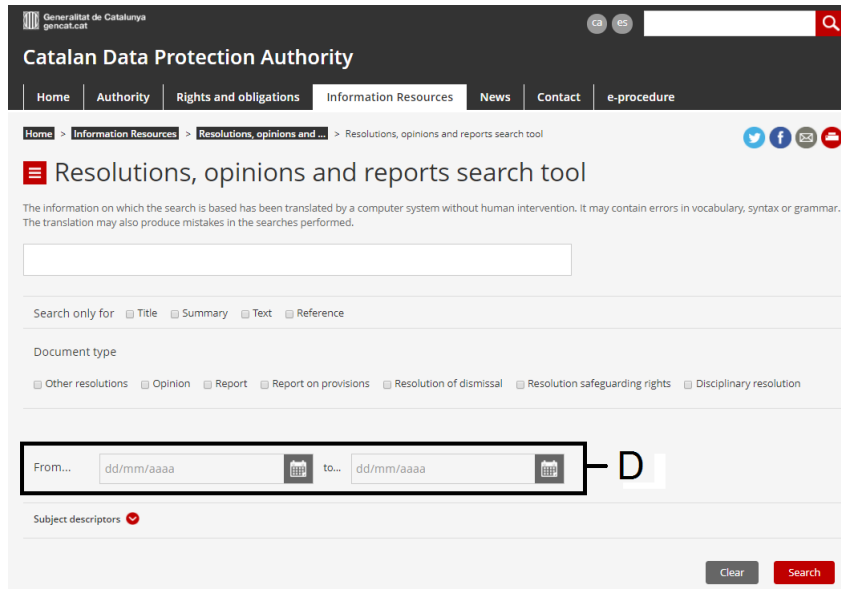 Generalitat de Catalunya
gencat.cat
ca es
Catalan Data Protection Authority
Home Authority Rights and obligations Information Resources News Contact e-procedure
Home > Information Resources > Resolutions, opinions and ... > Resolutions, opinions and reports search tool
Resolutions, opinions and reports search tool
The information on which the search is based has been translated by a computer system without human intervention. It may contain errors in vocabulary, syntax or grammar.
The translation may also produce mistakes in the searches performed.
Search only for Title Summary Text Reference
Document type
Other resolutions Opinion Report Report on provisions Resolution of dismissal Resolution safeguarding rights Disciplinary resolution
From... dd/mm/aaaa to... dd/mm/aaaa D
Subject descriptors
Clear Search